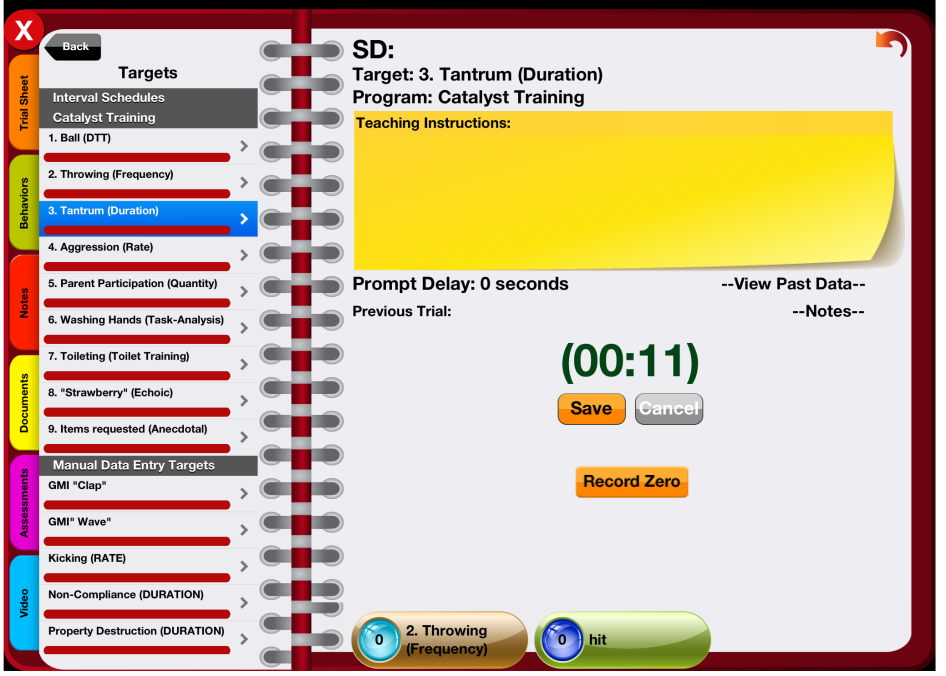 X
Back
Trial Sheet
Behaviors
Notes
Documents
Assessments
Video
Targets
Interval Schedules
Catalyst Training
1. Ball (DTT)
2. Throwing (Frequency)
3. Tantrum (Duration)
4. Aggression (Rate)
5. Parent Participation (Quantity)
6. Washing Hands (Task-Analysis)
7. Toileting (Toilet Training)
8. "Strawberry" (Echoic)
9. Items requested (Anecdotal)
Manual Data Entry Targets
GMI "Clap"
GMI" Wave"
Kicking (RATE)
Non-Compliance (DURATION)
Property Destruction (DURATION)
SD:
Target: 3. Tantrum (Duration)
Program: Catalyst Training
Teaching Instructions:
Prompt Delay: 0 seconds
--View Past Data--
Previous Trial:
--Notes--
(00:11)
Save
Cancel
Record Zero
0
2. Throwing
(Frequency)
0
hit